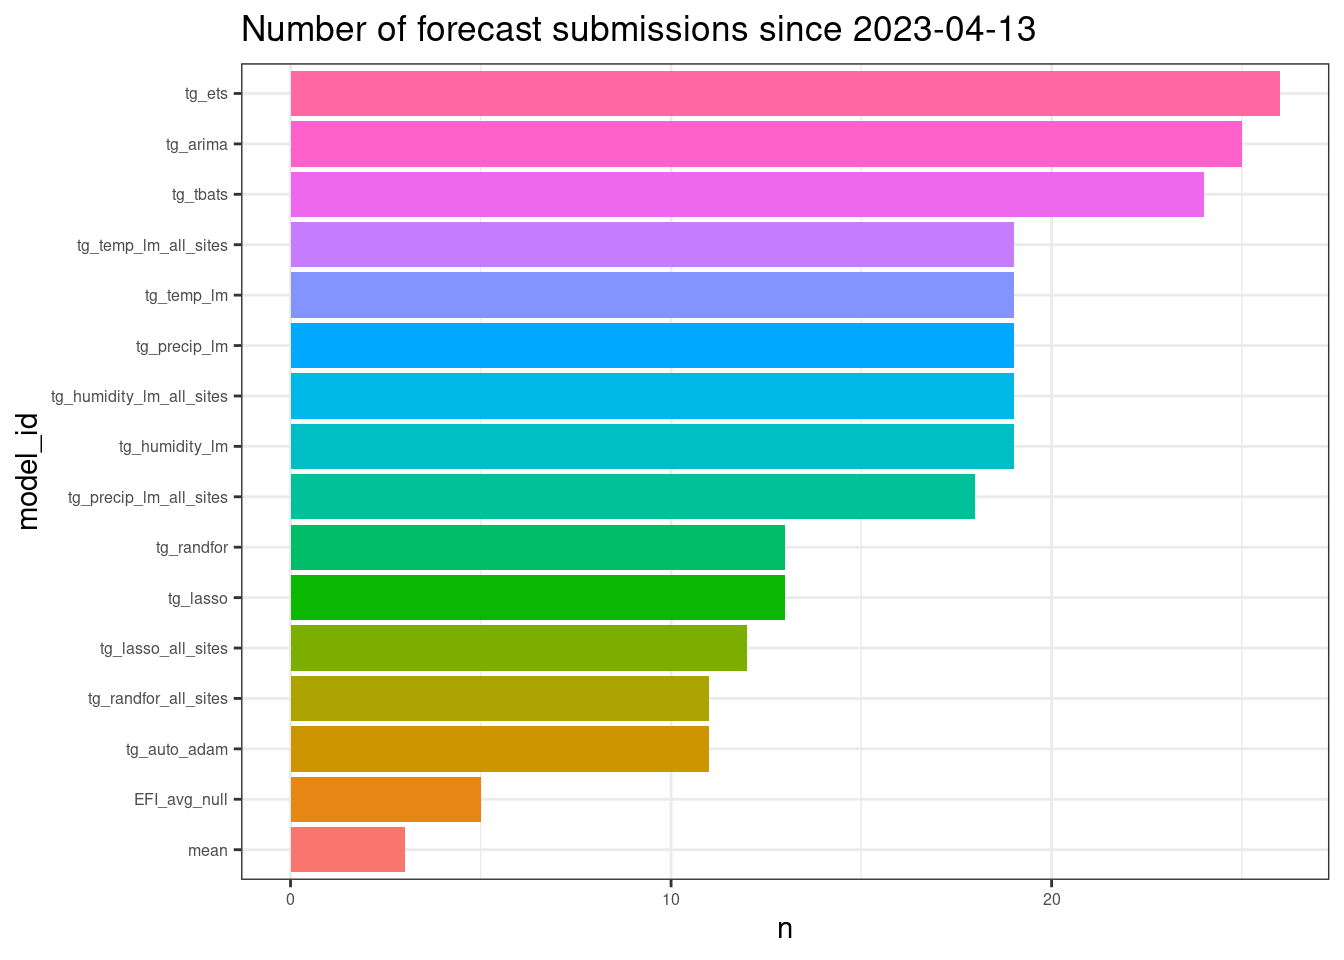 Number of forecast submissions since 2023-04-13
tg_ets
tg_arima
tg_tbats
tg_temp_lm_all_sites
tg_temp_lm
tg_precip_lm
tg_humidity_lm_all_sites
tg_humidity_lm
tg_precip_lm_all_sites
tg_randfor
tg_lasso
tg_lasso_all_sites
tg_randfor_all_sites
tg_auto_adam
EFI_avg_null
mean
model_id
0 10 20
n